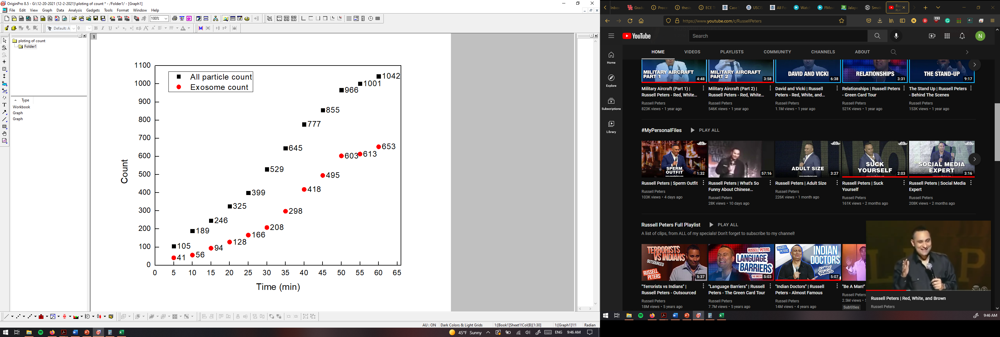 OriginPro 8.5 - G:\12-20-2021 (12-2-2021)\ploting of count * - /Folder1/ - [Graph1]
File Edit View Graph Data Analysis Gadgets Tools Format Window Help
100%
Default: A 0
ploting of count
Folder1
Type
Workbook
Graph
Graph
1
1100
1000
900
800
700
600
500
400
300
200
100
0
Count
All particle count
Exosome count
105
189
246
325
399
529
645
777
855
966
1001
1042
41
56
94
128
166
208
298
418
495
603
613
653
0 5 10 15 20 25 30 35 40 45 50 55 60 65
Time (min)
AU : ON Dark Colors & Light Grids 1:[Book1]Sheet1!Col(B)[1:30] 1:[Graph1]1!1 Radian
45°F Sunny ENG 9:46 AM
Inbox Gradu Proce thesis ECE T Case USCIS All Fo Watch FMov Jalape Smok
https://www.youtube.com/c/RussellPeters
193
YouTube
Search
N
Home
Explore
Subscriptions
Library
HOME VIDEOS PLAYLISTS COMMUNITY CHANNELS ABOUT
MILITARY AIRCRAFT PART 1 4:48
MILITARY AIRCRAFT PART 2 3:58
DAVID AND VICKI 6:38
RELATIONSHIPS 3:31
THE STAND-UP 9:17
Military Aircraft (Part 1) | Russell Peters - Red, White...
Russell Peters
823K views • 1 year ago
Military Aircraft (Part 2) | Russell Peters - Red, White...
Russell Peters
546K views • 1 year ago
David and Vicki | Russell Peters - Red, White, and...
Russell Peters
1.1M views • 1 year ago
Relationships | Russell Peters - Green Card Tour
Russell Peters
521K views • 1 year ago
The Stand Up | Russell Peters - Behind The Scenes
Russell Peters
153K views • 1 year ago
#MyPersonalFiles PLAY ALL
SPERM OUTFIT 1:32
57:16
ADULT SIZE 3:27
SUCK YOURSELF 2:03
SOCIAL MEDIA EXPERT 3:16
Russell Peters | Sperm Outfit
Russell Peters
103K views • 4 days ago
Russell Peters | What's So Funny About Chinese...
Russell Peters
28K views • 10 days ago
Russell Peters | Adult Size
Russell Peters
226K views • 1 month ago
Russell Peters | Suck Yourself
Russell Peters
161K views • 2 months ago
Russell Peters | Social Media Expert
Russell Peters
208K views • 2 months ago
Russell Peters Full Playlist PLAY ALL
A list of clips, from ALL of my specials! Don't forget to subscribe to my channel!
TERRORISTS VS INDIANS OUTSOURCED RUSSELL PETERS 5:37
RUSSELL PETERS LANGUAGE BARRIERS 5:03
RUSSELL PETERS INDIAN DOCTORS ALMOST FAMOUS 5:07
"Terrorists vs Indians" | Russell Peters - Outsourced
Russell Peters
18M views • 5 years ago
"Language Barriers" | Russell Peters - The Green Card Tour
Russell Peters
7.7M views • 5 years ago
"Indian Doctors" | Russell Peters - Almost Famous
Russell Peters
14M views • 4 years ago
"Be A Man!"
Russell Peters
2.5M views •
Subtitles
Russell Peters | Red, White, and Brown
Russell Peters
9:46 AM